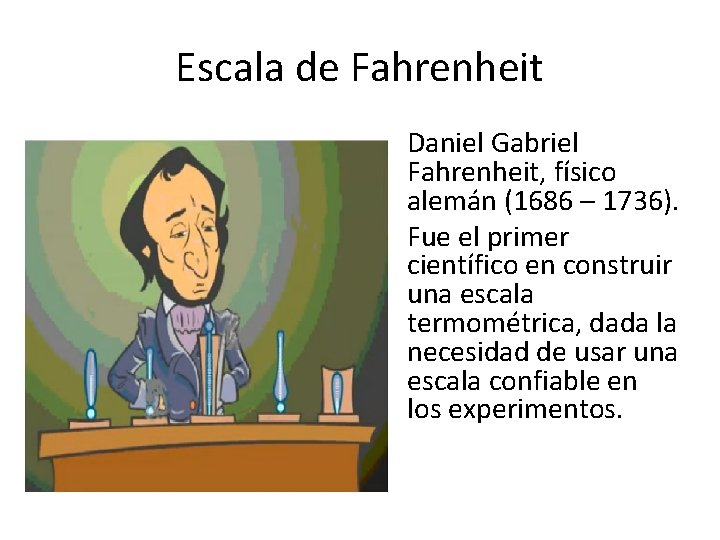 Escala de Fahrenheit
Daniel Gabriel
Fahrenheit, físico
alemán (1686 – 1736).
Fue el primer
científico en construir
una escala
termométrica, dada la
necesidad de usar una
escala confiable en
los experimentos.